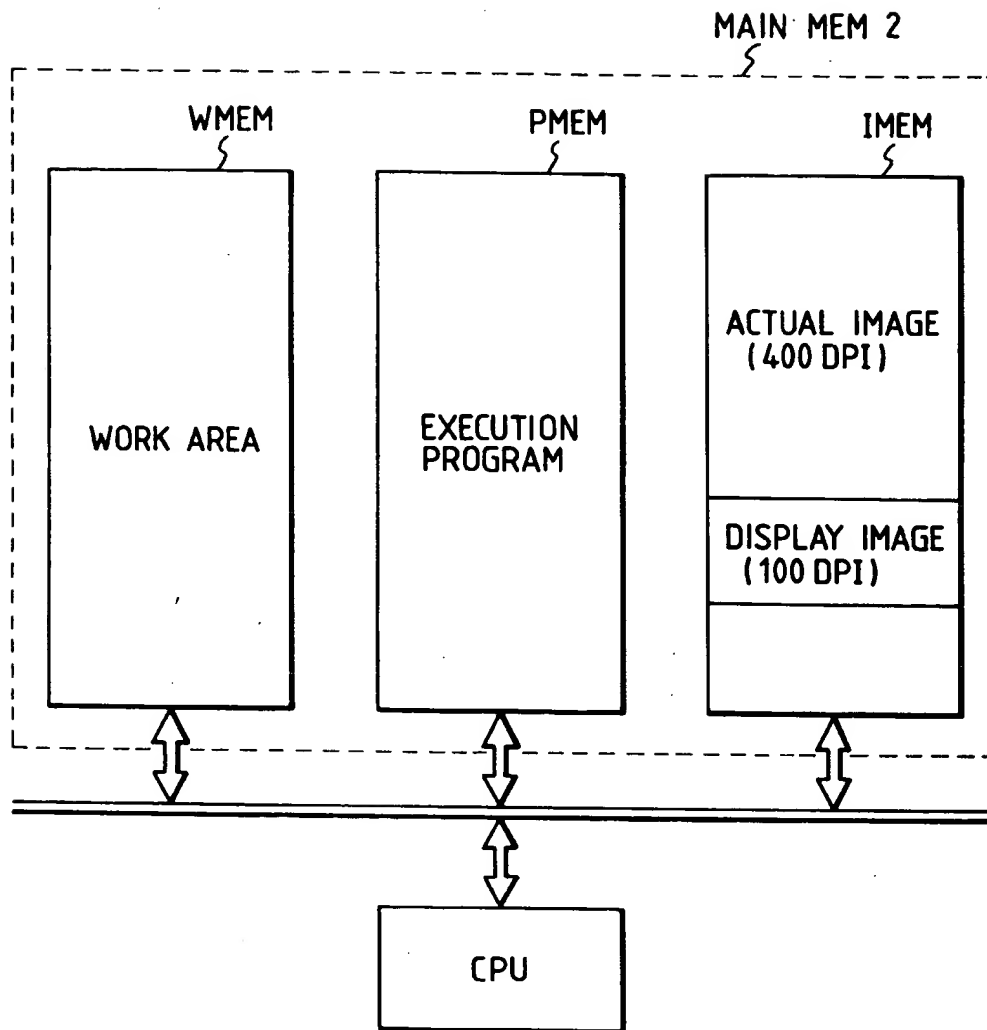 MAIN MEM 2
WMEM
PMEM
IMEM
WORK AREA
EXECUTION
PROGRAM
ACTUAL IMAGE
(400 DPI)
DISPLAY IMAGE
(100 DPI)
CPU